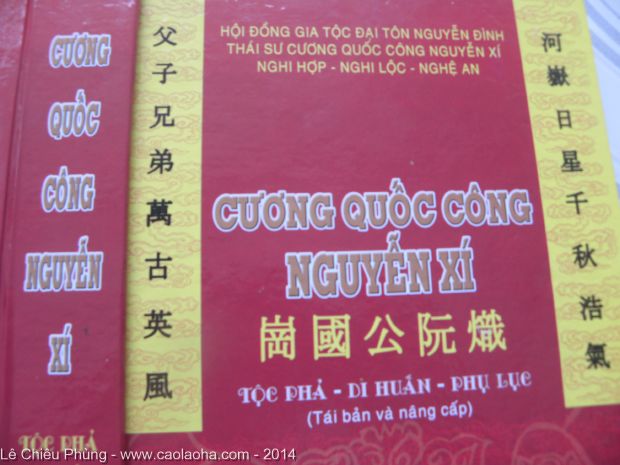 CƯƠNG
QUỐC
CÔNG
NGUYỄN
XÍ
TỘC PHẢ
父子兄弟萬古英風
HỘI ĐỒNG GIA TỘC ĐẠI TÔN NGUYỄN ĐÌNH
THÁI SƯ CƯƠNG QUỐC CÔNG NGUYỄN XÍ
NGHI HỢP - NGHI LỘC - NGHỆ AN
CƯƠNG QUỐC CÔNG
NGUYỄN XÍ
崗國公阮熾
TỘC PHẢ - DI HUẤN - PHỤ LỤC
(Tái bản và nâng cấp)
河嶽日星千秋浩氣
Lê Chiêu Phùng - www.caolaoha.com - 2014